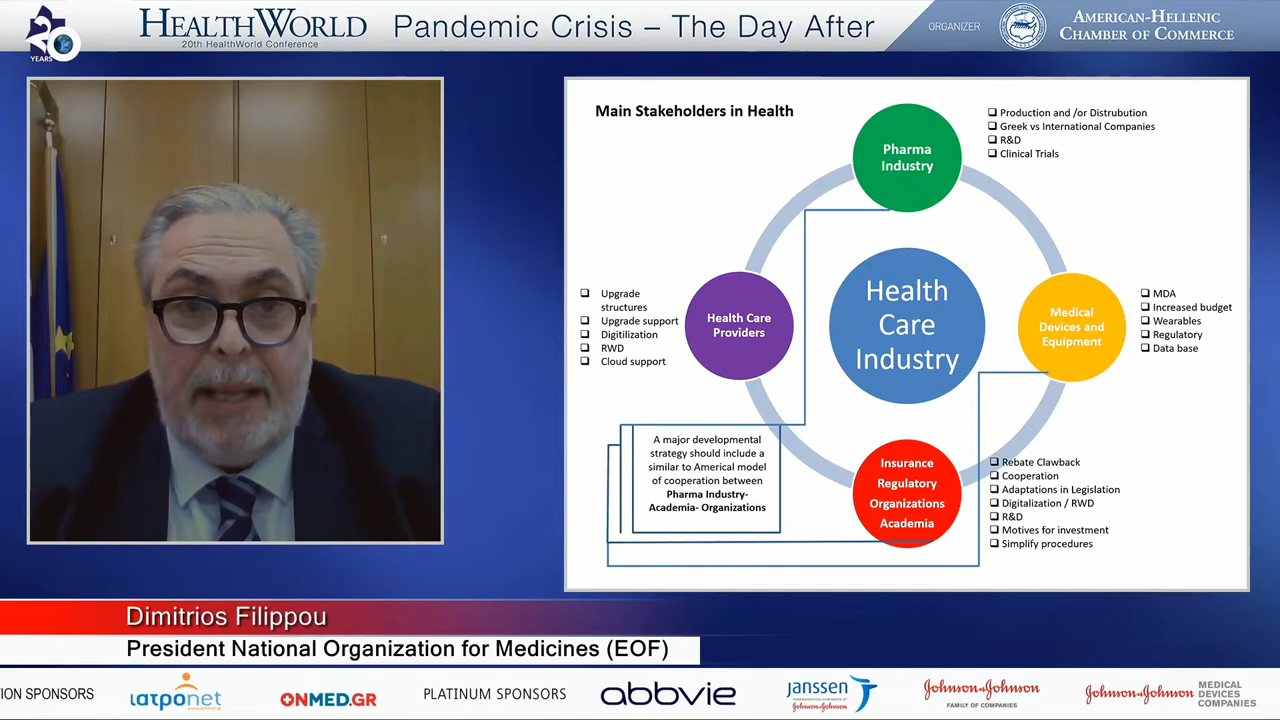 20
YEARS
HEALTHWORLD
20th HealthWorld Conference
Pandemic Crisis – The Day After
ORGANIZER
AMERICAN-HELLENIC
CHAMBER OF COMMERCE
Main Stakeholders in Health
Pharma
Industry
❑ Production and /or Distrubution
❑ Greek vs International Companies
❑ R&D
❑ Clinical Trials
❑ Upgrade
structures
❑ Upgrade support
❑ Digitilization
❑ RWD
❑ Cloud support
Health Care
Providers
Health
Care
Industry
Medical
Devices and
Equipment
❑ MDA
❑ Increased budget
❑ Wearables
❑ Regulatory
❑ Data base
A major developmental
strategy should include a
similar to Americal model
of cooperation between
Pharma Industry-
Academia- Organizations
Insurance
Regulatory
Organizations
Academia
❑ Rebate Clawback
❑ Cooperation
❑ Adaptations in Legislation
❑ Digitalization / RWD
❑ R&D
❑ Motives for investment
❑ Simplify procedures
Dimitrios Filippou
President National Organization for Medicines (EOF)
ION SPONSORS
ιατροnet
ONMED.GR
PLATINUM SPONSORS
abbvie
janssen
Johnson & Johnson
Johnson & Johnson
FAMILY OF COMPANIES
Johnson & Johnson
MEDICAL
DEVICES
COMPANIES